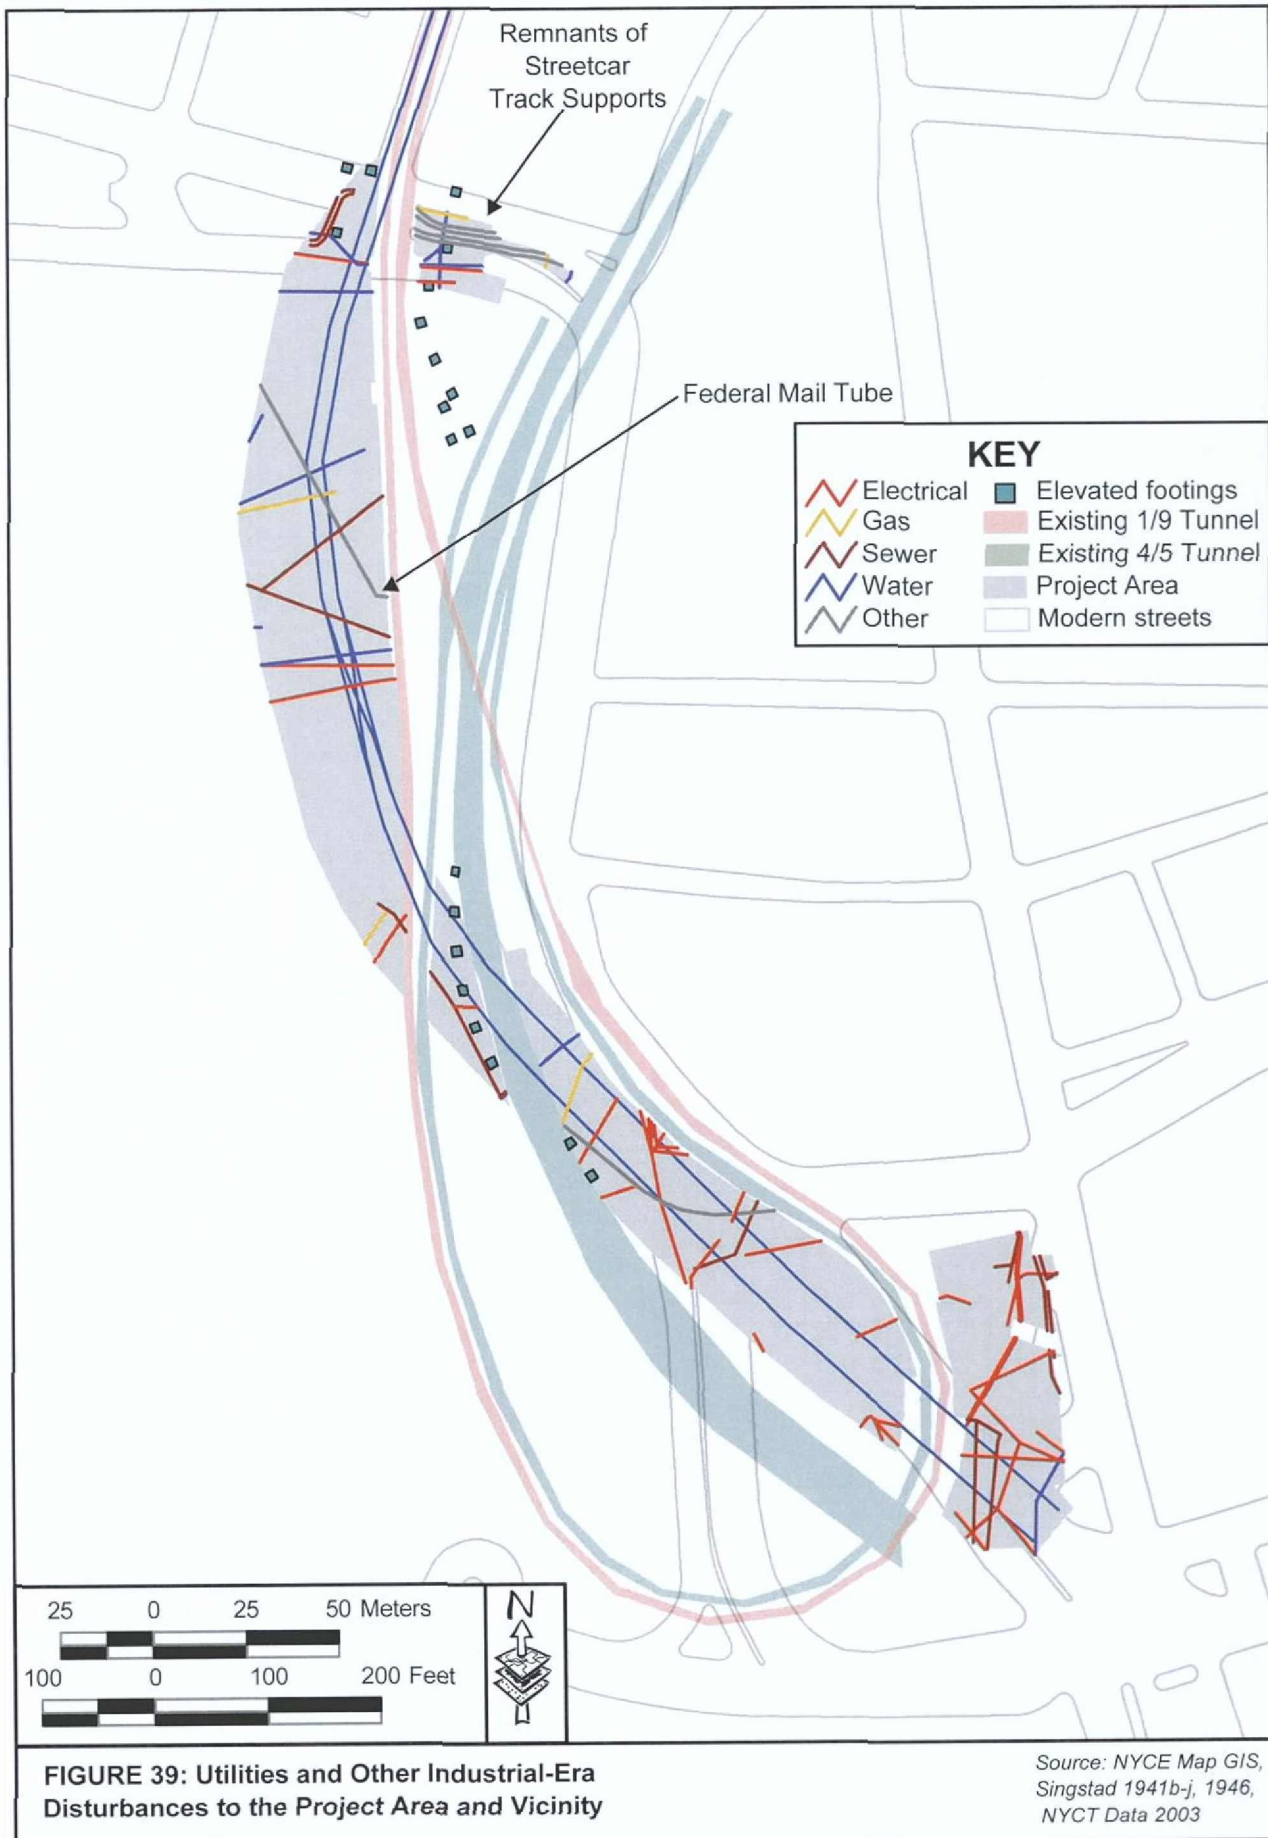 Remnants of
Streetcar
Track Supports
Federal Mail Tube
KEY
Electrical
Elevated footings
Gas
Existing 1/9 Tunnel
Sewer
Existing 4/5 Tunnel
Water
Project Area
Other
Modern streets
25 0 25 50 Meters
100 0 100 200 Feet
N
FIGURE 39: Utilities and Other Industrial-Era
Disturbances to the Project Area and Vicinity
Source: NYCE Map GIS,
Singstad 1941b-j, 1946,
NYCT Data 2003